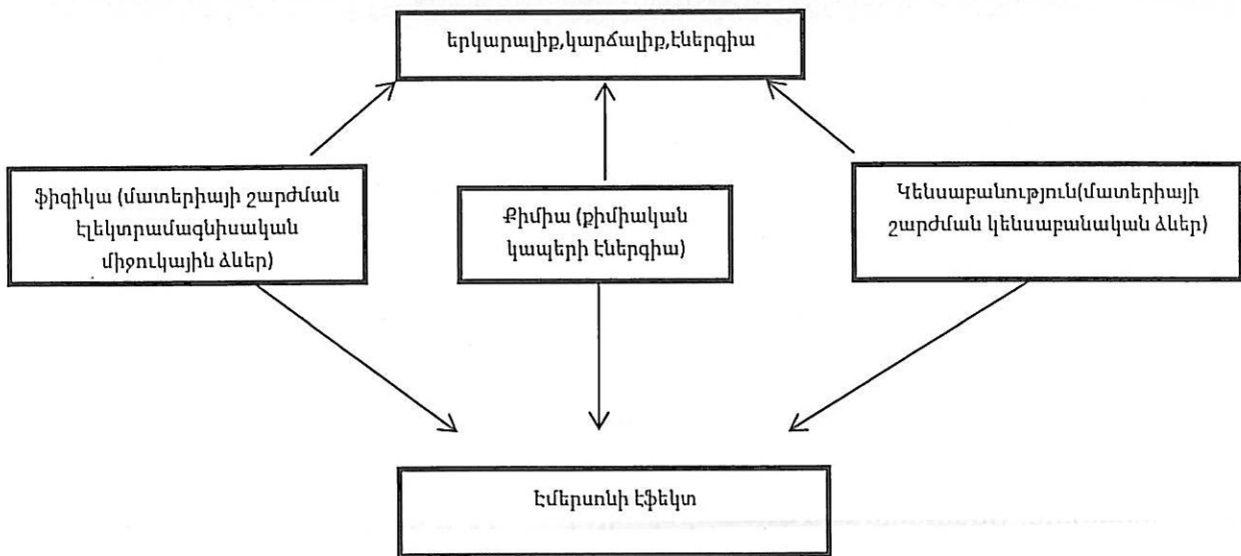 երկարալիք,կարճալիք,էներգիա
ֆիզիկա (մատերիայի շարժման
էլեկտրամագնիսական
միջուկային ձևեր)
Քիմիա (քիմիական
կապերի էներգիա)
Կենսաբանություն(մատերիայի
շարժման կենսաբանական ձևեր)
Էմերսոնի էֆեկտ